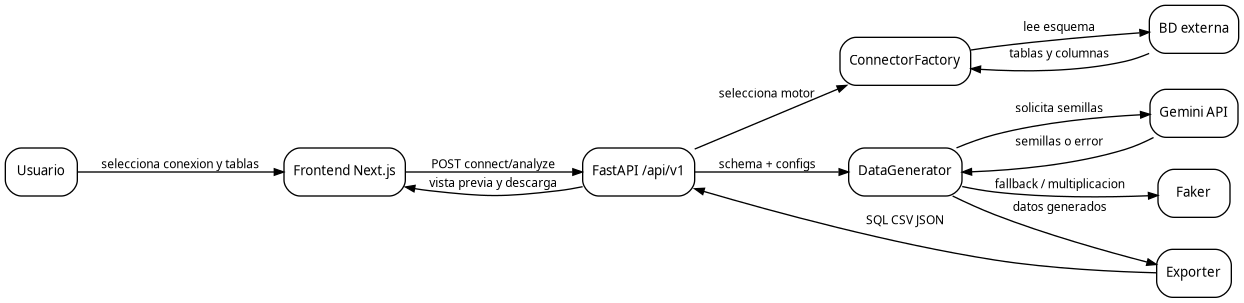 lee esquema
BD externa
ConnectorFactory
tablas y columnas
selecciona motor
solicita semillas
Gemini API
semillas o error
Usuario
selecciona conexion y tablas
Frontend Next.js
POST connect/analyze
vista previa y descarga
FastAPI /api/v1
schema + configs
DataGenerator
fallback / multiplicacion
Faker
datos generados
SQL CSV JSON
Exporter